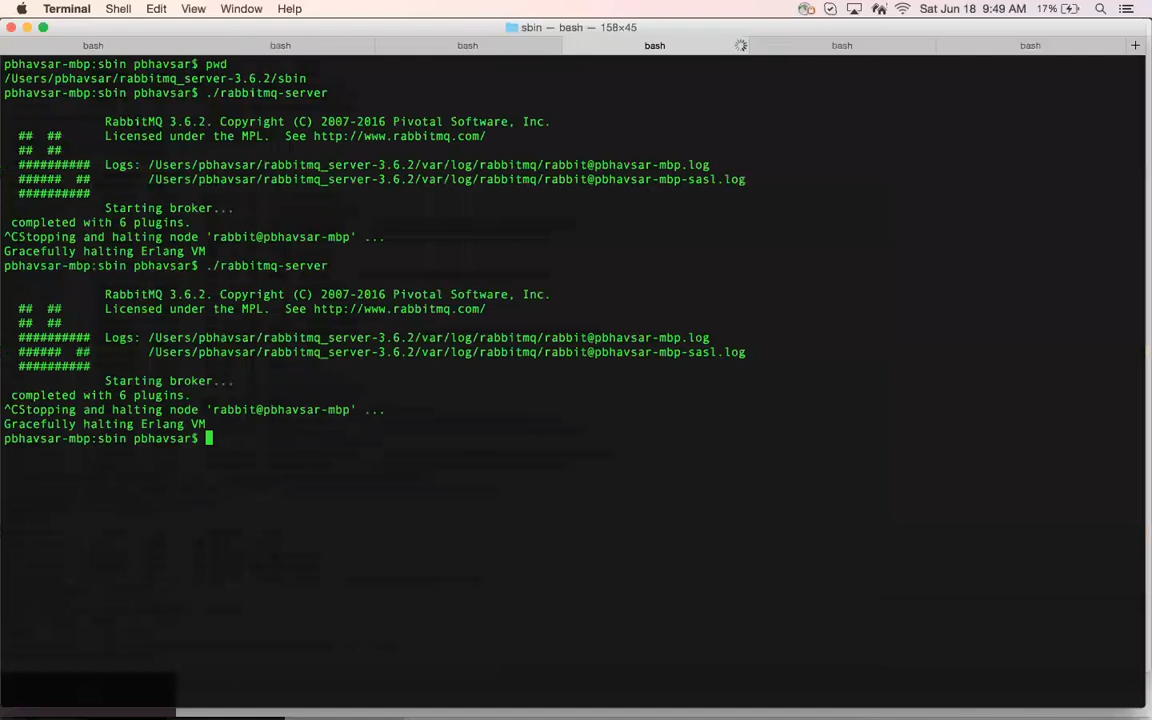 Terminal Shell Edit View Window Help Sat Jun 18 9:49 AM 17%
sbin — bash — 158×45
bash bash bash bash bash bash +
pbhavsar-mbp:sbin pbhavsar$ pwd
/Users/pbhavsar/rabbitmq_server-3.6.2/sbin
pbhavsar-mbp:sbin pbhavsar$ ./rabbitmq-server
RabbitMQ 3.6.2. Copyright (C) 2007-2016 Pivotal Software, Inc.
## ## Licensed under the MPL. See http://www.rabbitmq.com/
## ##
########## Logs: /Users/pbhavsar/rabbitmq_server-3.6.2/var/log/rabbitmq/rabbit@pbhavsar-mbp.log
###### ## /Users/pbhavsar/rabbitmq_server-3.6.2/var/log/rabbitmq/rabbit@pbhavsar-mbp-sasl.log
##########
Starting broker...
completed with 6 plugins.
^CStopping and halting node 'rabbit@pbhavsar-mbp' ...
Gracefully halting Erlang VM
pbhavsar-mbp:sbin pbhavsar$ ./rabbitmq-server
RabbitMQ 3.6.2. Copyright (C) 2007-2016 Pivotal Software, Inc.
## ## Licensed under the MPL. See http://www.rabbitmq.com/
## ##
########## Logs: /Users/pbhavsar/rabbitmq_server-3.6.2/var/log/rabbitmq/rabbit@pbhavsar-mbp.log
###### ## /Users/pbhavsar/rabbitmq_server-3.6.2/var/log/rabbitmq/rabbit@pbhavsar-mbp-sasl.log
##########
Starting broker...
completed with 6 plugins.
^CStopping and halting node 'rabbit@pbhavsar-mbp' ...
Gracefully halting Erlang VM
pbhavsar-mbp:sbin pbhavsar$